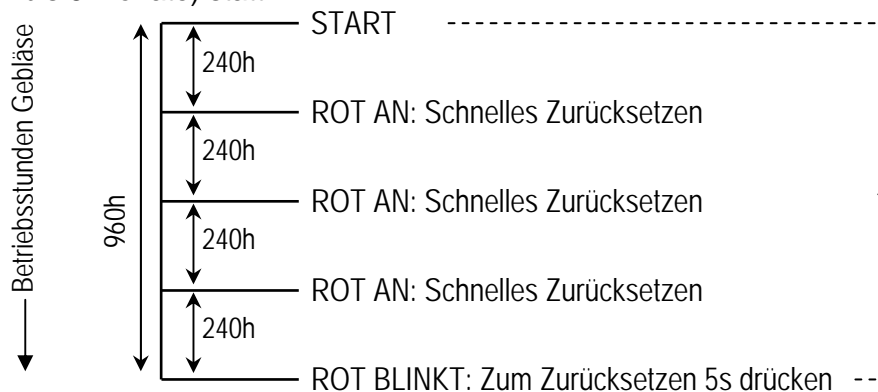 START
240h
ROT AN: Schnelles Zurücksetzen
240h
ROT AN: Schnelles Zurücksetzen
240h
ROT AN: Schnelles Zurücksetzen
240h
ROT BLINKT: Zum Zurücksetzen 5s drücken
960h
Betriebsstunden Gebläse